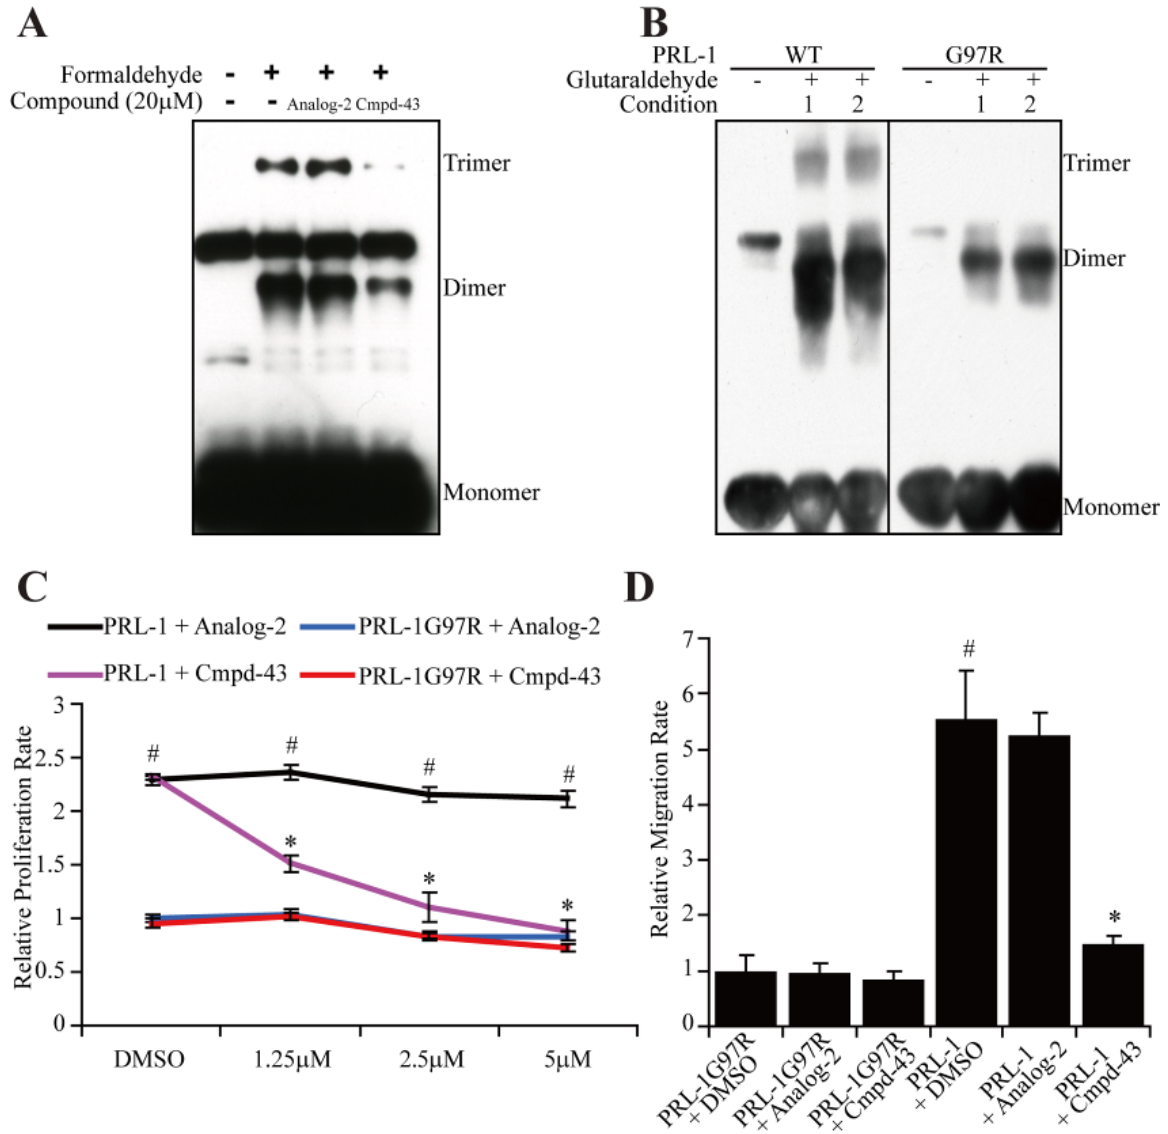 A
Formaldehyde - + + +
Compound (20μM) - - Analog-2 Cmpd-43
Trimer
Dimer
Monomer
B
PRL-1 WT G97R
Glutaraldehyde - + + - + +
Condition 1 2 1 2
Trimer
Dimer
Monomer
C
PRL-1 + Analog-2 PRL-1G97R + Analog-2
PRL-1 + Cmpd-43 PRL-1G97R + Cmpd-43
Relative Proliferation Rate
3
2.5
2
1.5
1
0.5
0
# # # #
* * *
DMSO 1.25μM 2.5μM 5μM
D
Relative Migration Rate
7
6
5
4
3
2
1
0
#
*
PRL-1G97R
+ DMSO
PRL-1G97R
+ Analog-2
PRL-1G97R
+ Cmpd-43
PRL-1
+ DMSO
PRL-1
+ Analog-2
PRL-1
+ Cmpd-43